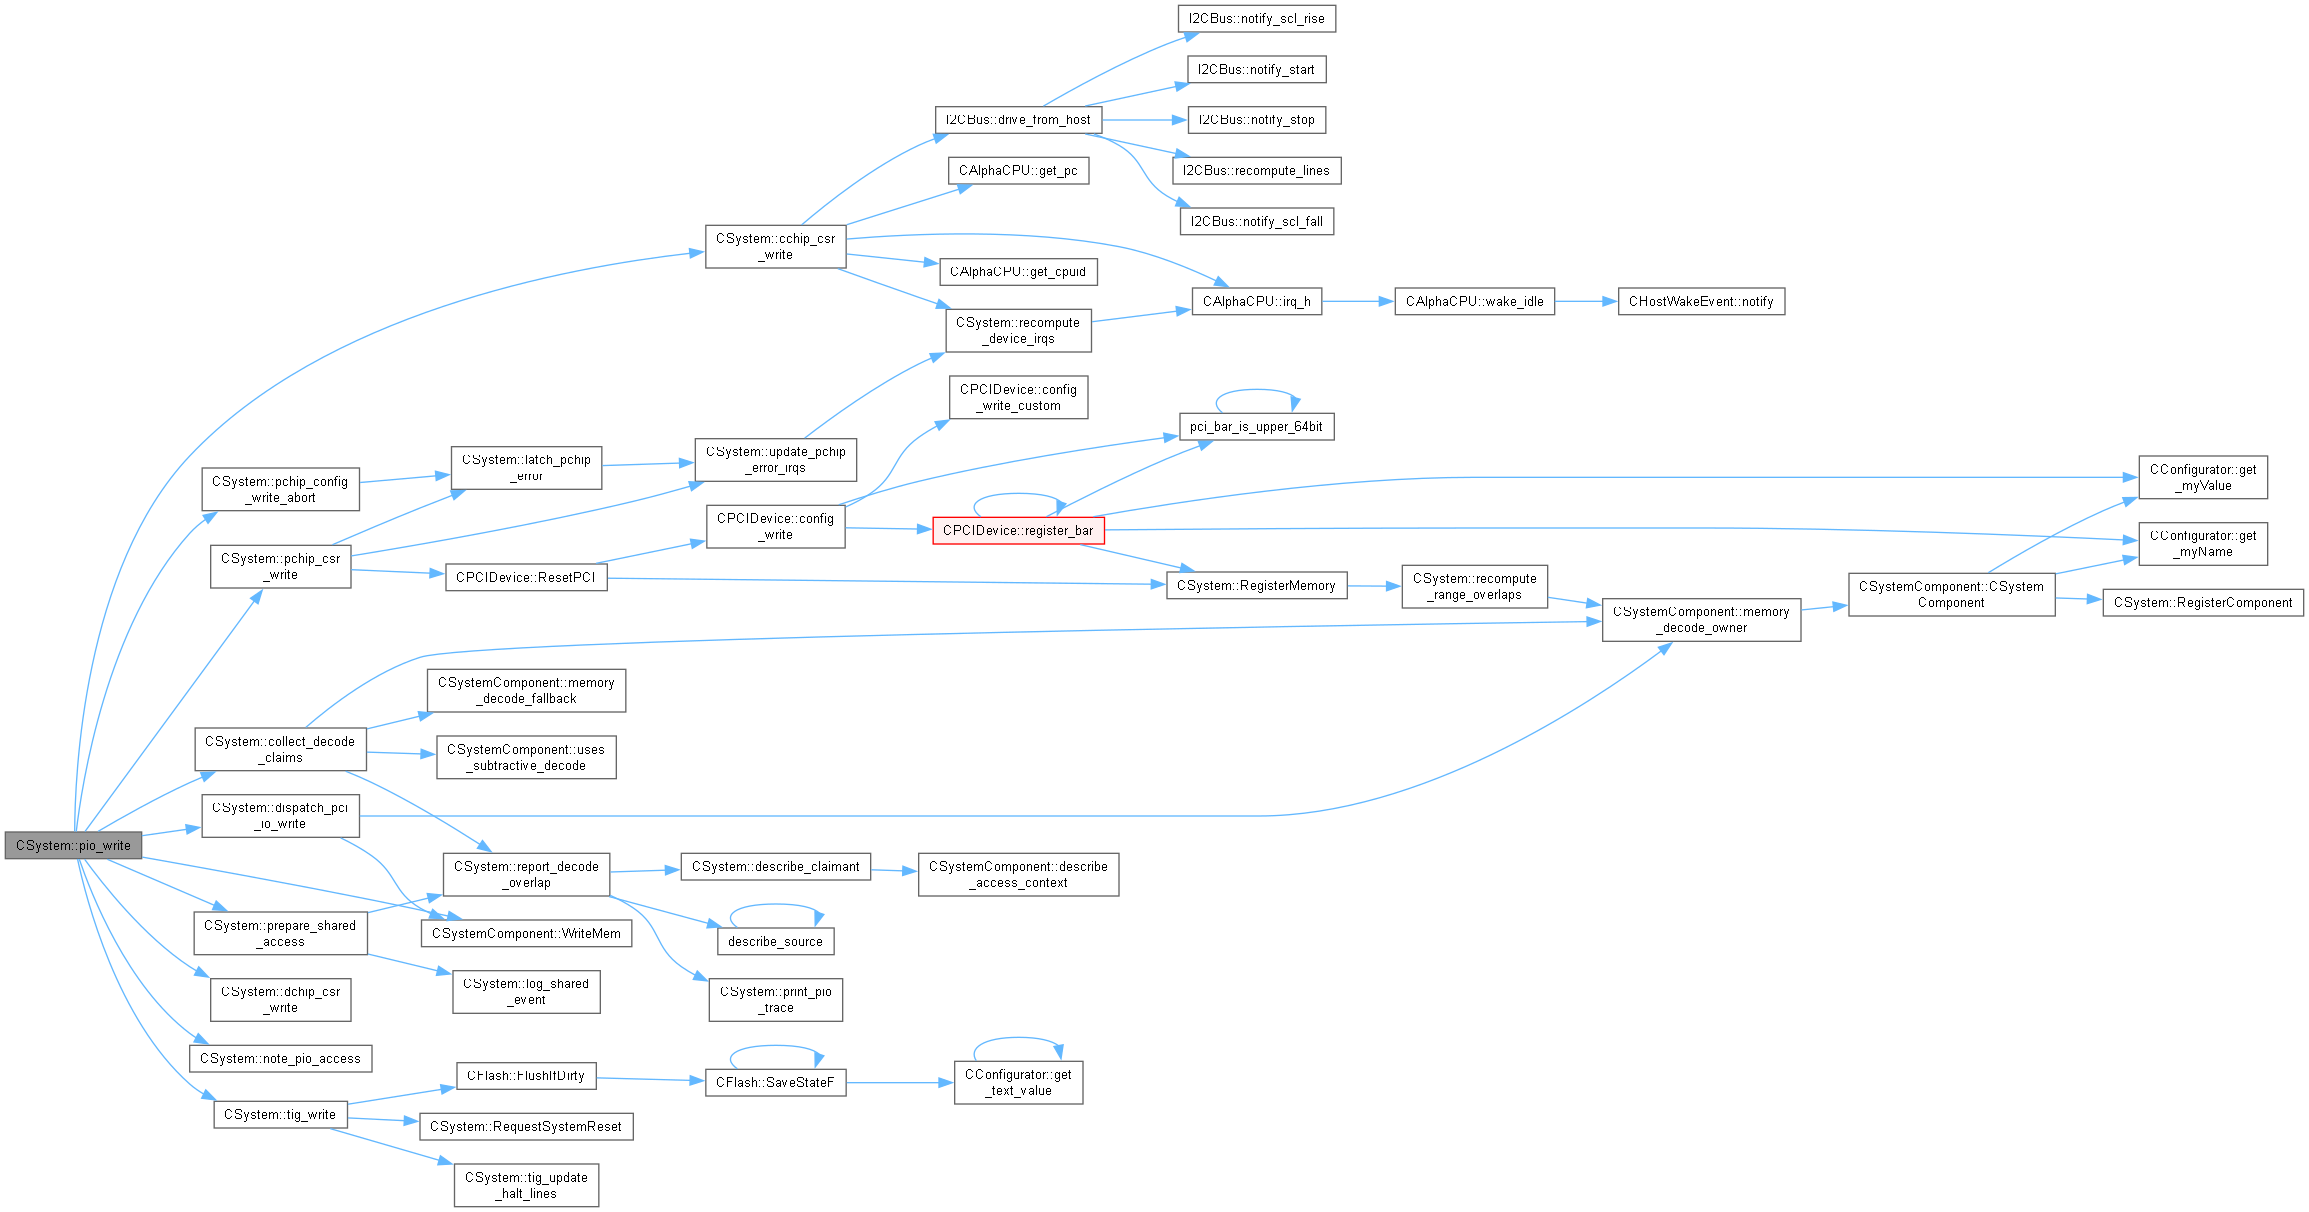 I2CBus::notify_scl_rise
I2CBus::notify_start
I2CBus::drive_from_host
I2CBus::notify_stop
CAlphaCPU::get_pc
I2CBus::recompute_lines
I2CBus::notify_scl_fall
CSystem::cchip_csr
_write
CAlphaCPU::get_cpuid
CAlphaCPU::irq_h
CAlphaCPU::wake_idle
CHostWakeEvent::notify
CSystem::recompute
_device_irqs
CPCIDevice::config
_write_custom
pci_bar_is_upper_64bit
CSystem::update_pchip
_error_irqs
CSystem::latch_pchip
_error
CSystem::pchip_config
_write_abort
CConfigurator::get
_myValue
CPCIDevice::config
_write
CPCIDevice::register_bar
CConfigurator::get
_myName
CSystem::pchip_csr
_write
CPCIDevice::ResetPCI
CSystem::RegisterMemory
CSystem::recompute
_range_overlaps
CSystemComponent::CSystem
Component
CSystem::RegisterComponent
CSystemComponent::memory
_decode_owner
CSystemComponent::memory
_decode_fallback
CSystem::collect_decode
_claims
CSystemComponent::uses
_subtractive_decode
CSystem::dispatch_pci
_io_write
CSystem::pio_write
CSystem::report_decode
_overlap
CSystem::describe_claimant
CSystemComponent::describe
_access_context
CSystem::prepare_shared
_access
CSystemComponent::WriteMem
describe_source
CSystem::dchip_csr
_write
CSystem::log_shared
_event
CSystem::print_pio
_trace
CSystem::note_pio_access
CFlash::FlushIfDirty
CFlash::SaveStateF
CConfigurator::get
_text_value
CSystem::tig_write
CSystem::RequestSystemReset
CSystem::tig_update
_halt_lines